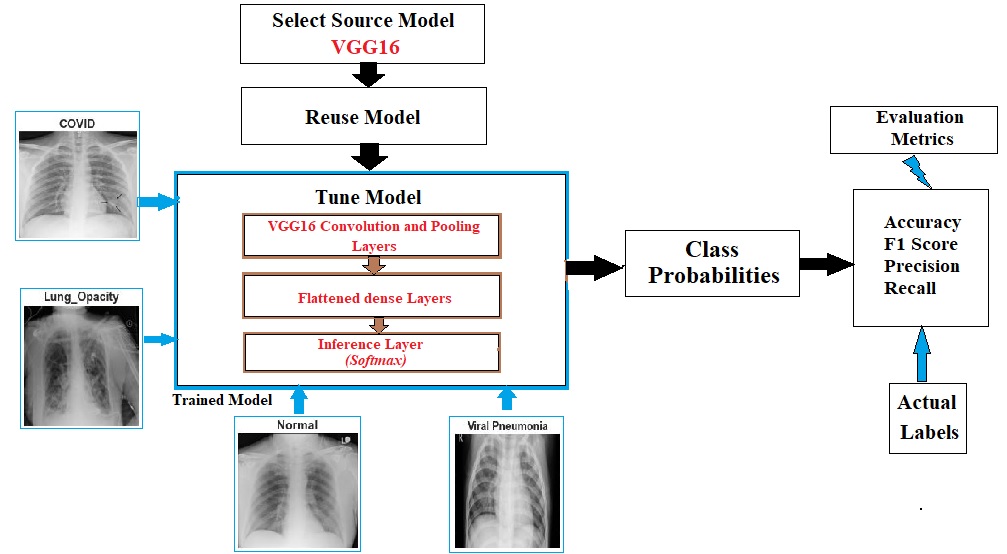 Select Source Model
VGG16
Reuse Model
COVID
Lung_Opacity
Tune Model
VGG16 Convolution and Pooling
Layers
Flattened dense Layers
Inference Layer
(Softmax)
Trained Model
Normal
Viral Pneumonia
Class
Probabilities
Evaluation
Metrics
Accuracy
F1 Score
Precision
Recall
Actual
Labels